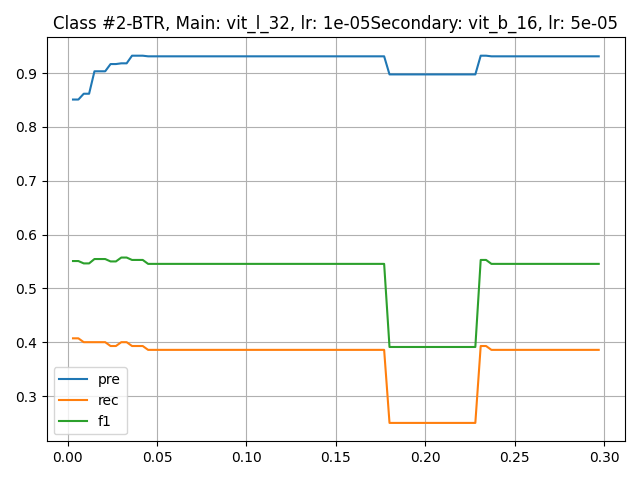 Class #2-BTR, Main: vit_l_32, lr: 1e-05Secondary: vit_b_16, lr: 5e-05
0.9
0.8
0.7
0.6
0.5
0.4
0.3
pre
rec
f1
0.00 0.05 0.10 0.15 0.20 0.25 0.30